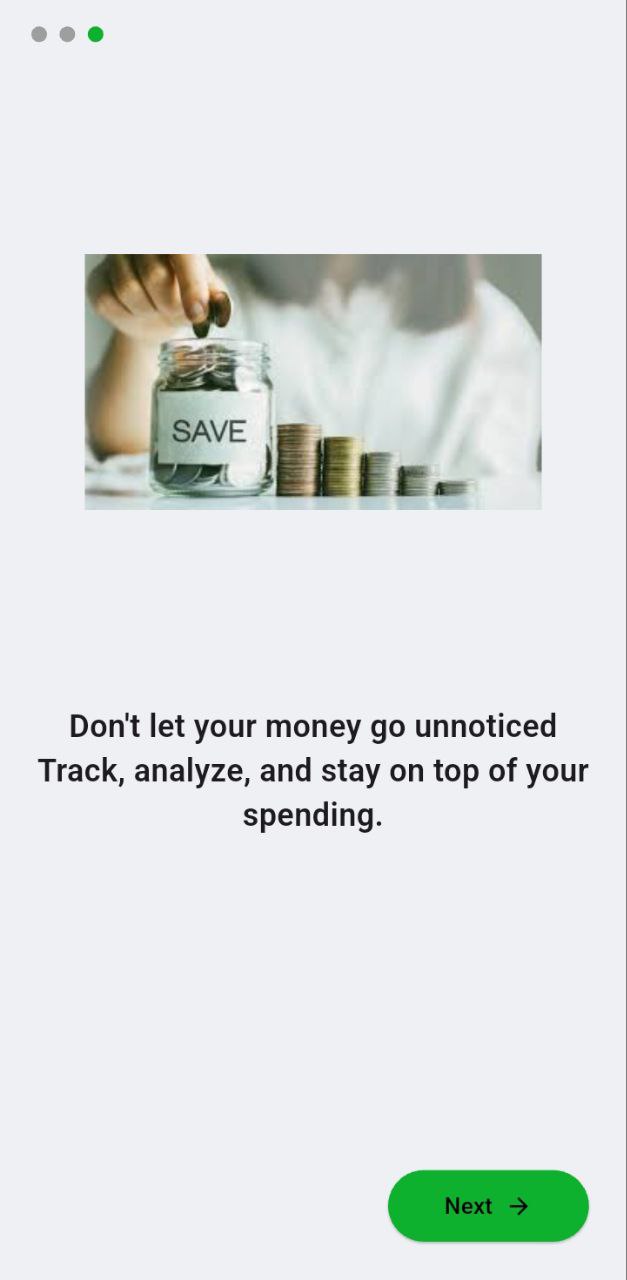 SAVE
Don't let your money go unnoticed
Track, analyze, and stay on top of your
spending.
Next